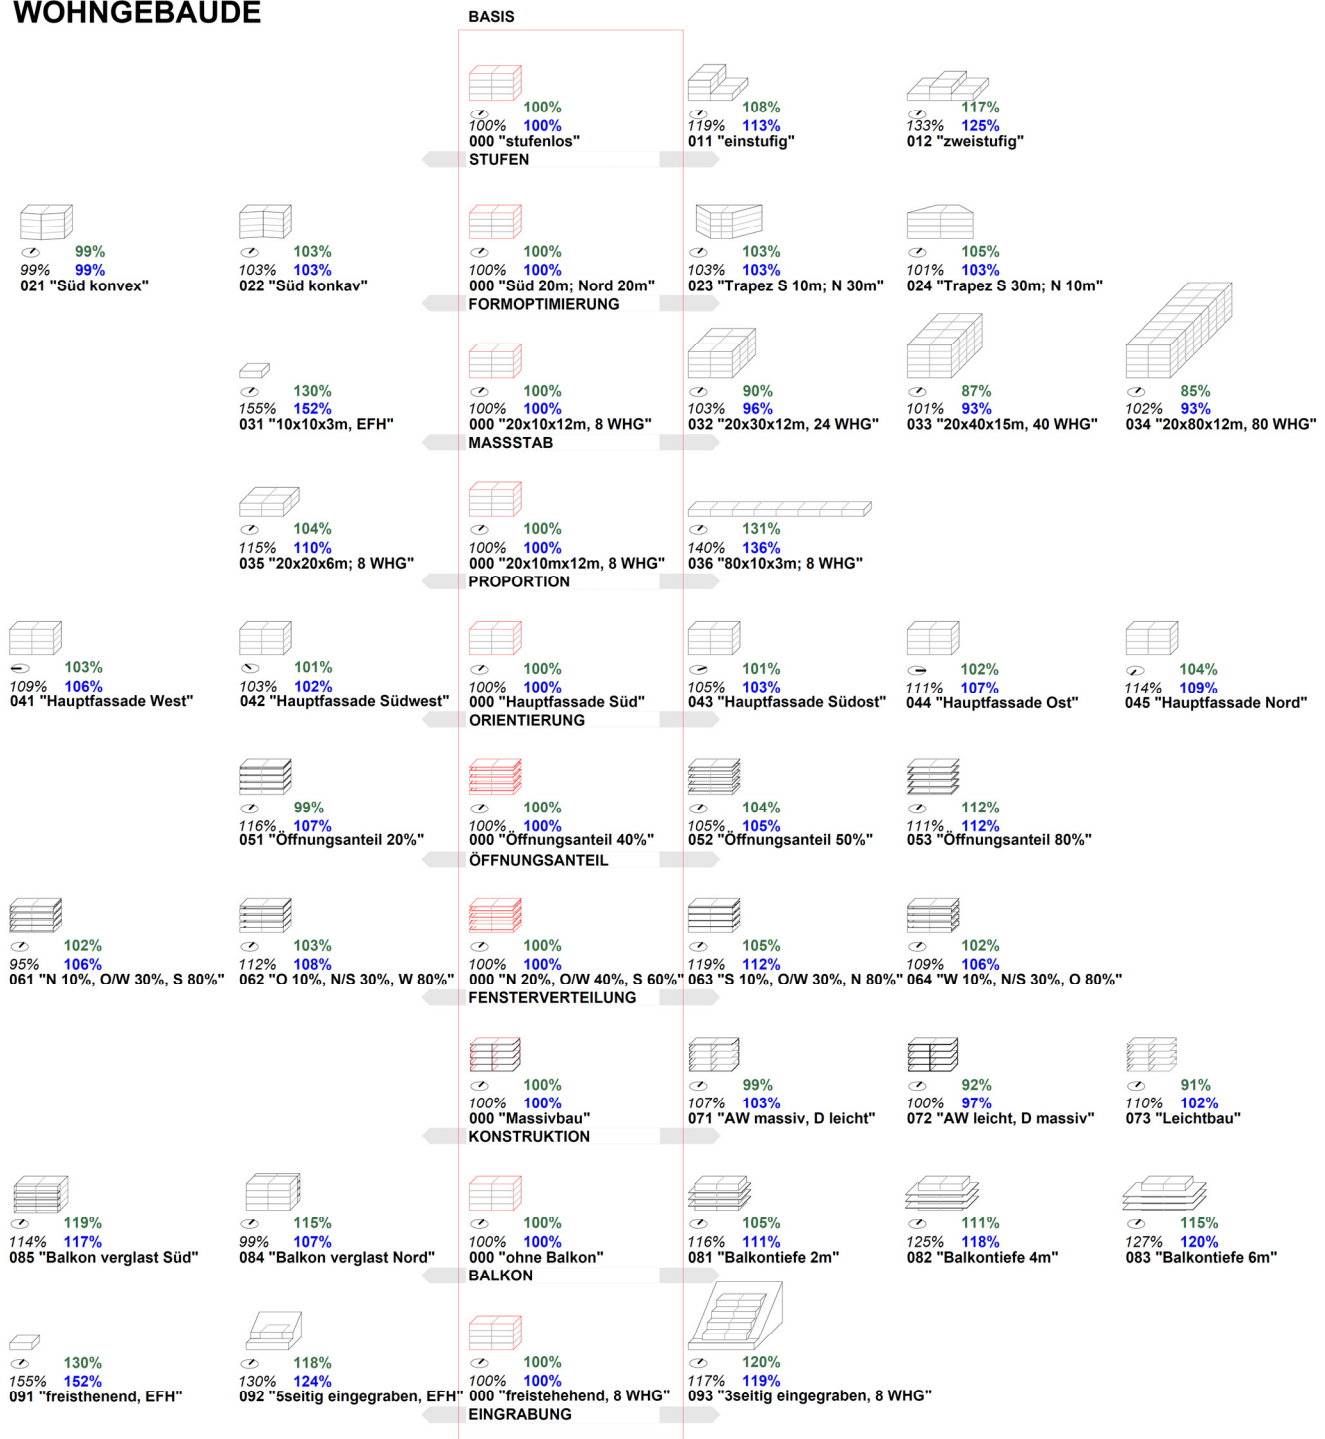 WOHNGEBÄUDE
BASIS
100% 108% 117%
100% 100% 119% 113% 133% 125%
000 "stufenlos" 011 "einstufig" 012 "zweistufig"
STUFEN
99% 103% 100% 103% 105%
99% 99% 103% 103% 100% 100% 103% 103% 101% 103%
021 "Süd konvex" 022 "Süd konkav" 000 "Süd 20m; Nord 20m" 023 "Trapez S 10m; N 30m" 024 "Trapez S 30m; N 10m"
FORMOPTIMIERUNG
130% 100% 90% 87% 85%
155% 152% 100% 100% 103% 96% 101% 93% 102% 93%
031 "10x10x3m, EFH" 000 "20x10x12m, 8 WHG" 032 "20x30x12m, 24 WHG" 033 "20x40x15m, 40 WHG" 034 "20x80x12m, 80 WHG"
MASSSTAB
104% 100% 131%
115% 110% 100% 100% 140% 136%
035 "20x20x6m; 8 WHG" 000 "20x10mx12m, 8 WHG" 036 "80x10x3m; 8 WHG"
PROPORTION
103% 101% 100% 101% 102% 104%
109% 106% 103% 102% 100% 100% 105% 103% 111% 107% 114% 109%
041 "Hauptfassade West" 042 "Hauptfassade Südwest" 000 "Hauptfassade Süd" 043 "Hauptfassade Südost" 044 "Hauptfassade Ost" 045 "Hauptfassade Nord"
ORIENTIERUNG
99% 100% 104% 112%
116% 107% 100% 100% 105% 105% 111% 112%
051 "Öffnungsanteil 20%" 000 "Öffnungsanteil 40%" 052 "Öffnungsanteil 50%" 053 "Öffnungsanteil 80%"
ÖFFNUNGSANTEIL
102% 103% 100% 105% 102%
95% 106% 112% 108% 100% 100% 119% 112% 109% 106%
061 "N 10%, O/W 30%, S 80%" 062 "O 10%, N/S 30%, W 80%" 000 "N 20%, O/W 40%, S 60%" 063 "S 10%, O/W 30%, N 80%" 064 "W 10%, N/S 30%, O 80%"
FENSTERVERTEILUNG
100% 99% 92% 91%
100% 100% 107% 103% 100% 97% 110% 102%
000 "Massivbau" 071 "AW massiv, D leicht" 072 "AW leicht, D massiv" 073 "Leichtbau"
KONSTRUKTION
119% 115% 100% 105% 111% 115%
114% 117% 99% 107% 100% 100% 116% 111% 125% 118% 127% 120%
085 "Balkon verglast Süd" 084 "Balkon verglast Nord" 000 "ohne Balkon" 081 "Balkontiefe 2m" 082 "Balkontiefe 4m" 083 "Balkontiefe 6m"
BALKON
130% 118% 100% 120%
155% 152% 130% 124% 100% 100% 117% 119%
091 "freisthenend, EFH" 092 "5seitig eingegraben, EFH" 000 "freistehehend, 8 WHG" 093 "3seitig eingegraben, 8 WHG"
EINGRABUNG